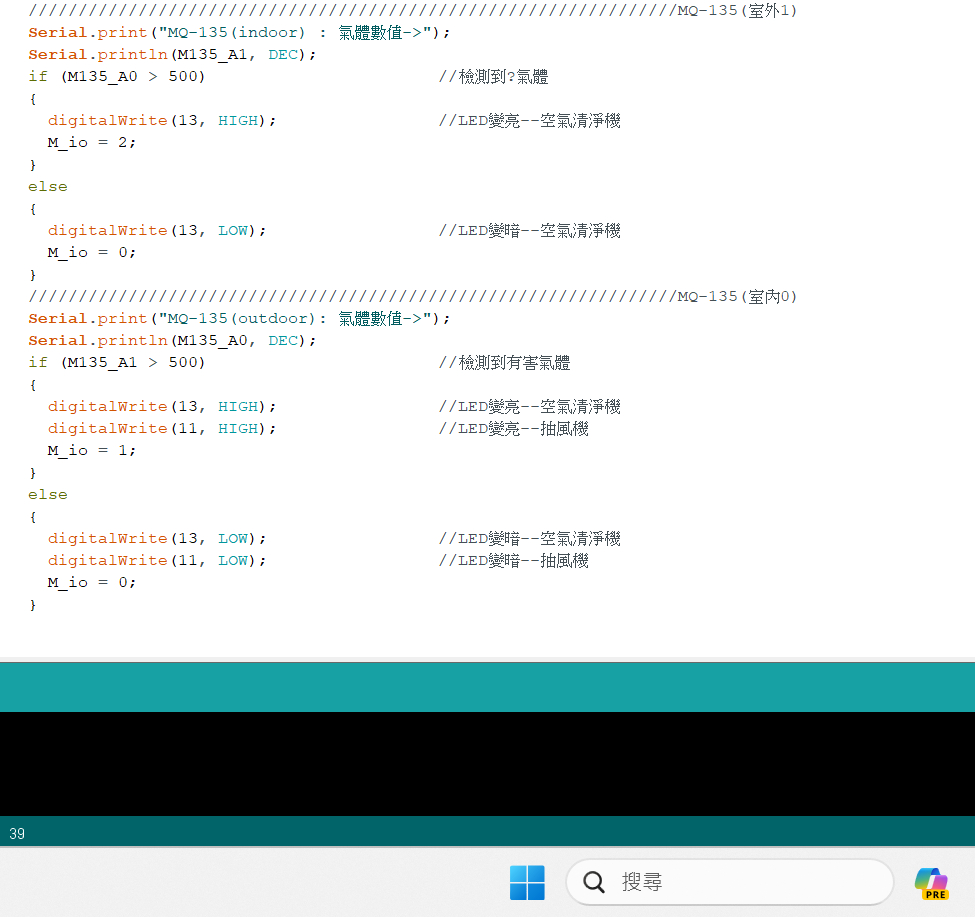 /////////////////////////////////////////////////////////////////MQ-135(室外1)
Serial.print("MQ-135(indoor) : 氣體數值->");
Serial.println(M135_A1, DEC);
if (M135_A0 > 500) //檢測到?氣體
{
digitalWrite(13, HIGH); //LED變亮--空氣清淨機
M_io = 2;
}
else
{
digitalWrite(13, LOW); //LED變暗--空氣清淨機
M_io = 0;
}
/////////////////////////////////////////////////////////////////MQ-135(室內0)
Serial.print("MQ-135(outdoor): 氣體數值->");
Serial.println(M135_A0, DEC);
if (M135_A1 > 500) //檢測到有害氣體
{
digitalWrite(13, HIGH); //LED變亮--空氣清淨機
digitalWrite(11, HIGH); //LED變亮--抽風機
M_io = 1;
}
else
{
digitalWrite(13, LOW); //LED變暗--空氣清淨機
digitalWrite(11, LOW); //LED變暗--抽風機
M_io = 0;
}
39
搜尋
PRE